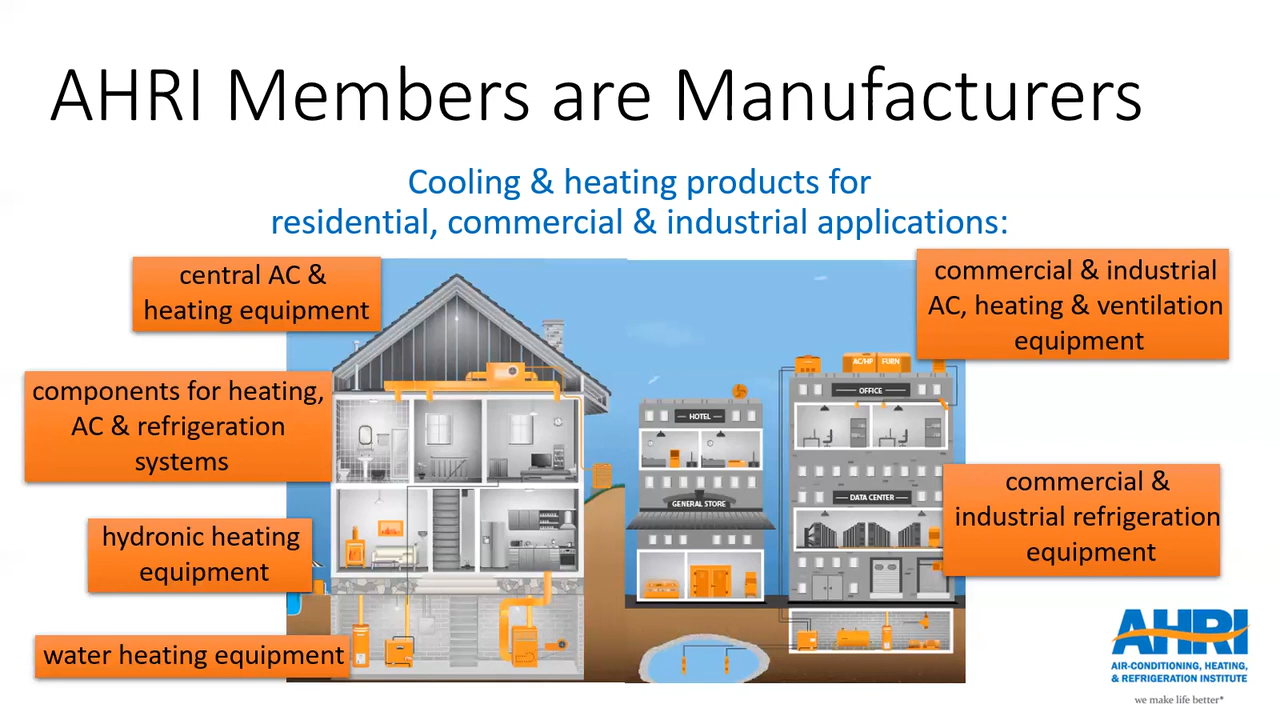 AHRI Members are Manufacturers
Cooling & heating products for
residential, commercial & industrial applications:
central AC &
heating equipment
components for heating,
AC & refrigeration
systems
hydronic heating
equipment
water heating equipment
commercial & industrial
AC, heating & ventilation
equipment
commercial &
industrial refrigeration
equipment
AC/HP FURN
OFFICE
HOTEL
DATA CENTER
GENERAL STORE
AHRI
AIR-CONDITIONING, HEATING,
& REFRIGERATION INSTITUTE
we make life better*